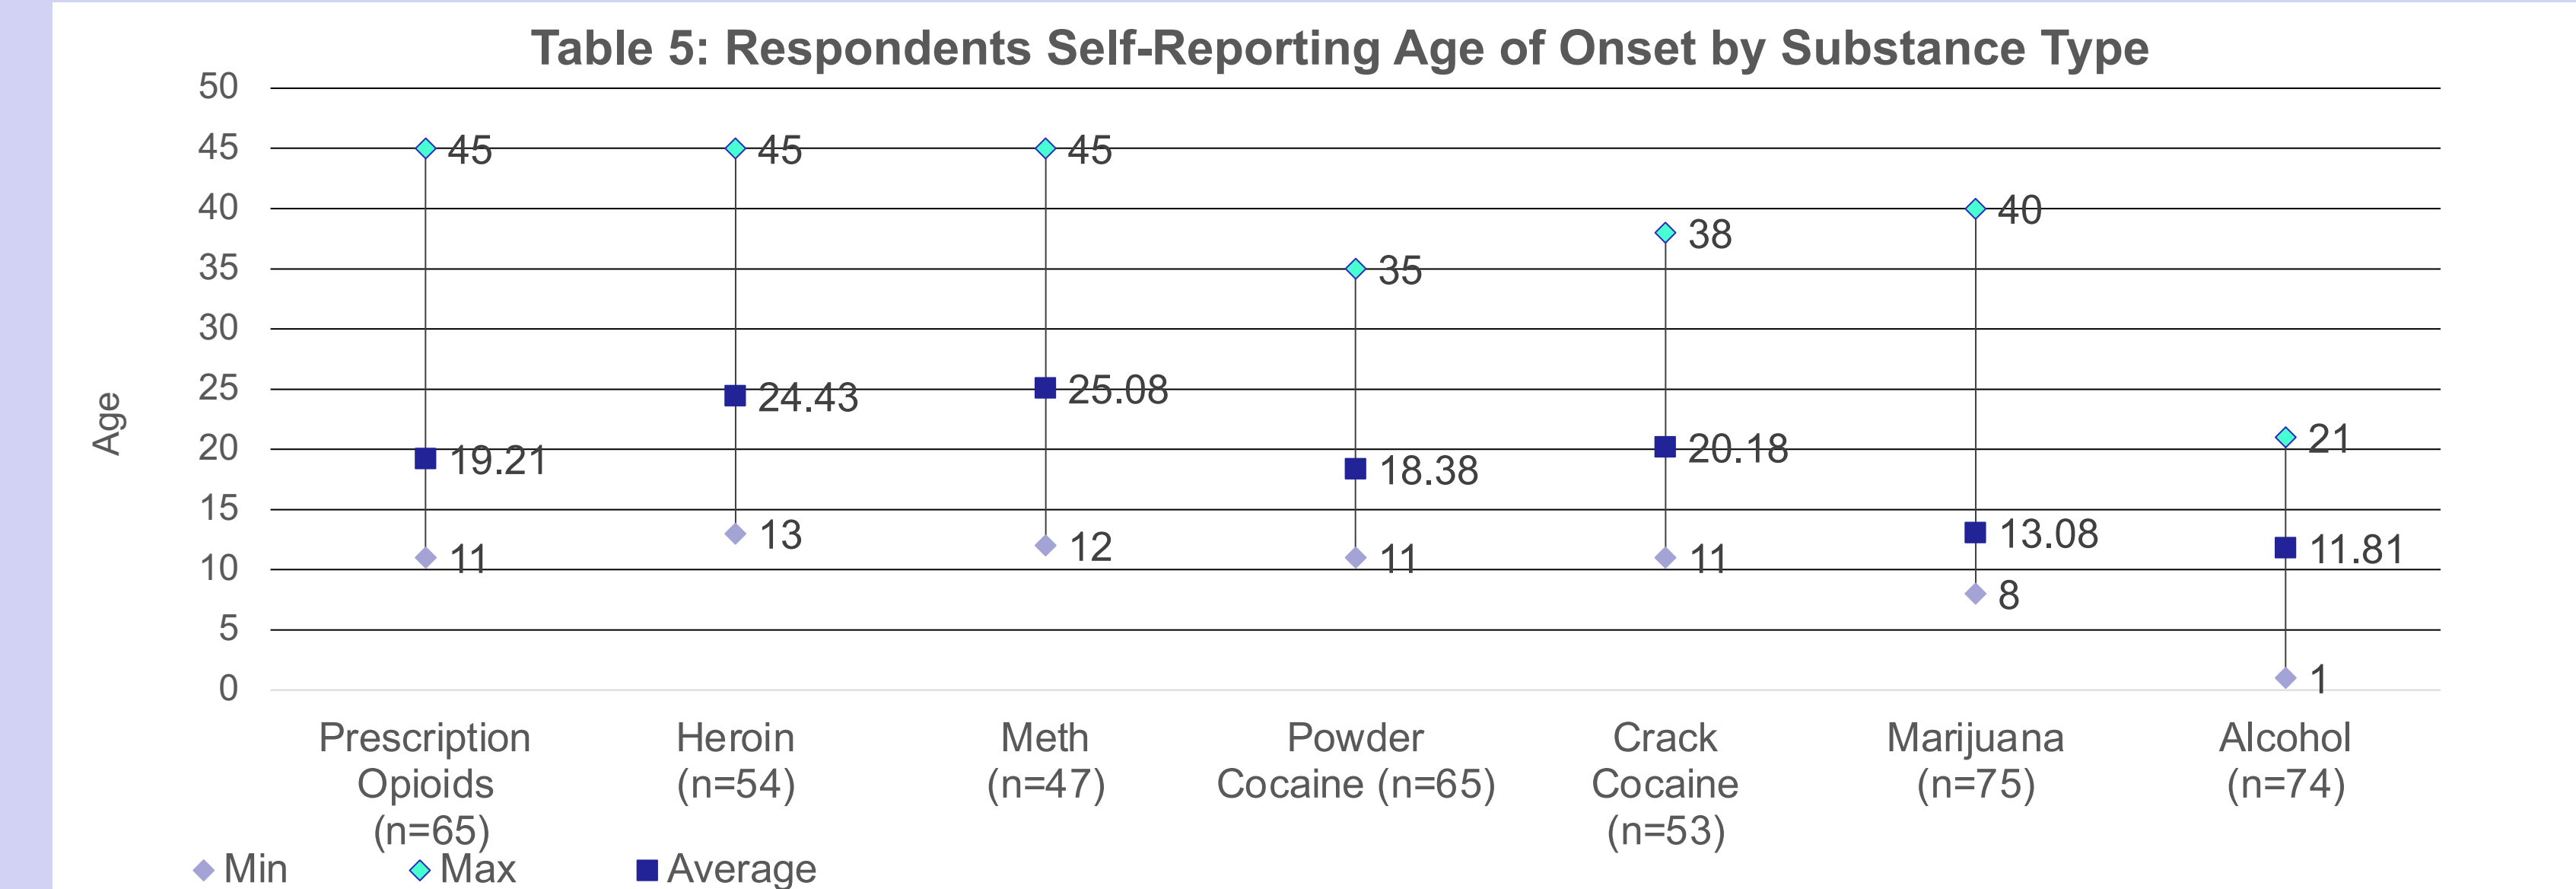 Table 5: Respondents Self-Reporting Age of Onset by Substance Type
50
45
40
35
30
25
20
15
10
5
0
Age
45
19.21
11
45
24.43
13
45
25.08
12
35
18.38
11
38
20.18
11
40
13.08
8
21
11.81
1
Prescription
Opioids
(n=65)
Heroin
(n=54)
Meth
(n=47)
Powder
Cocaine (n=65)
Crack
Cocaine
(n=53)
Marijuana
(n=75)
Alcohol
(n=74)
Min
Max
Average